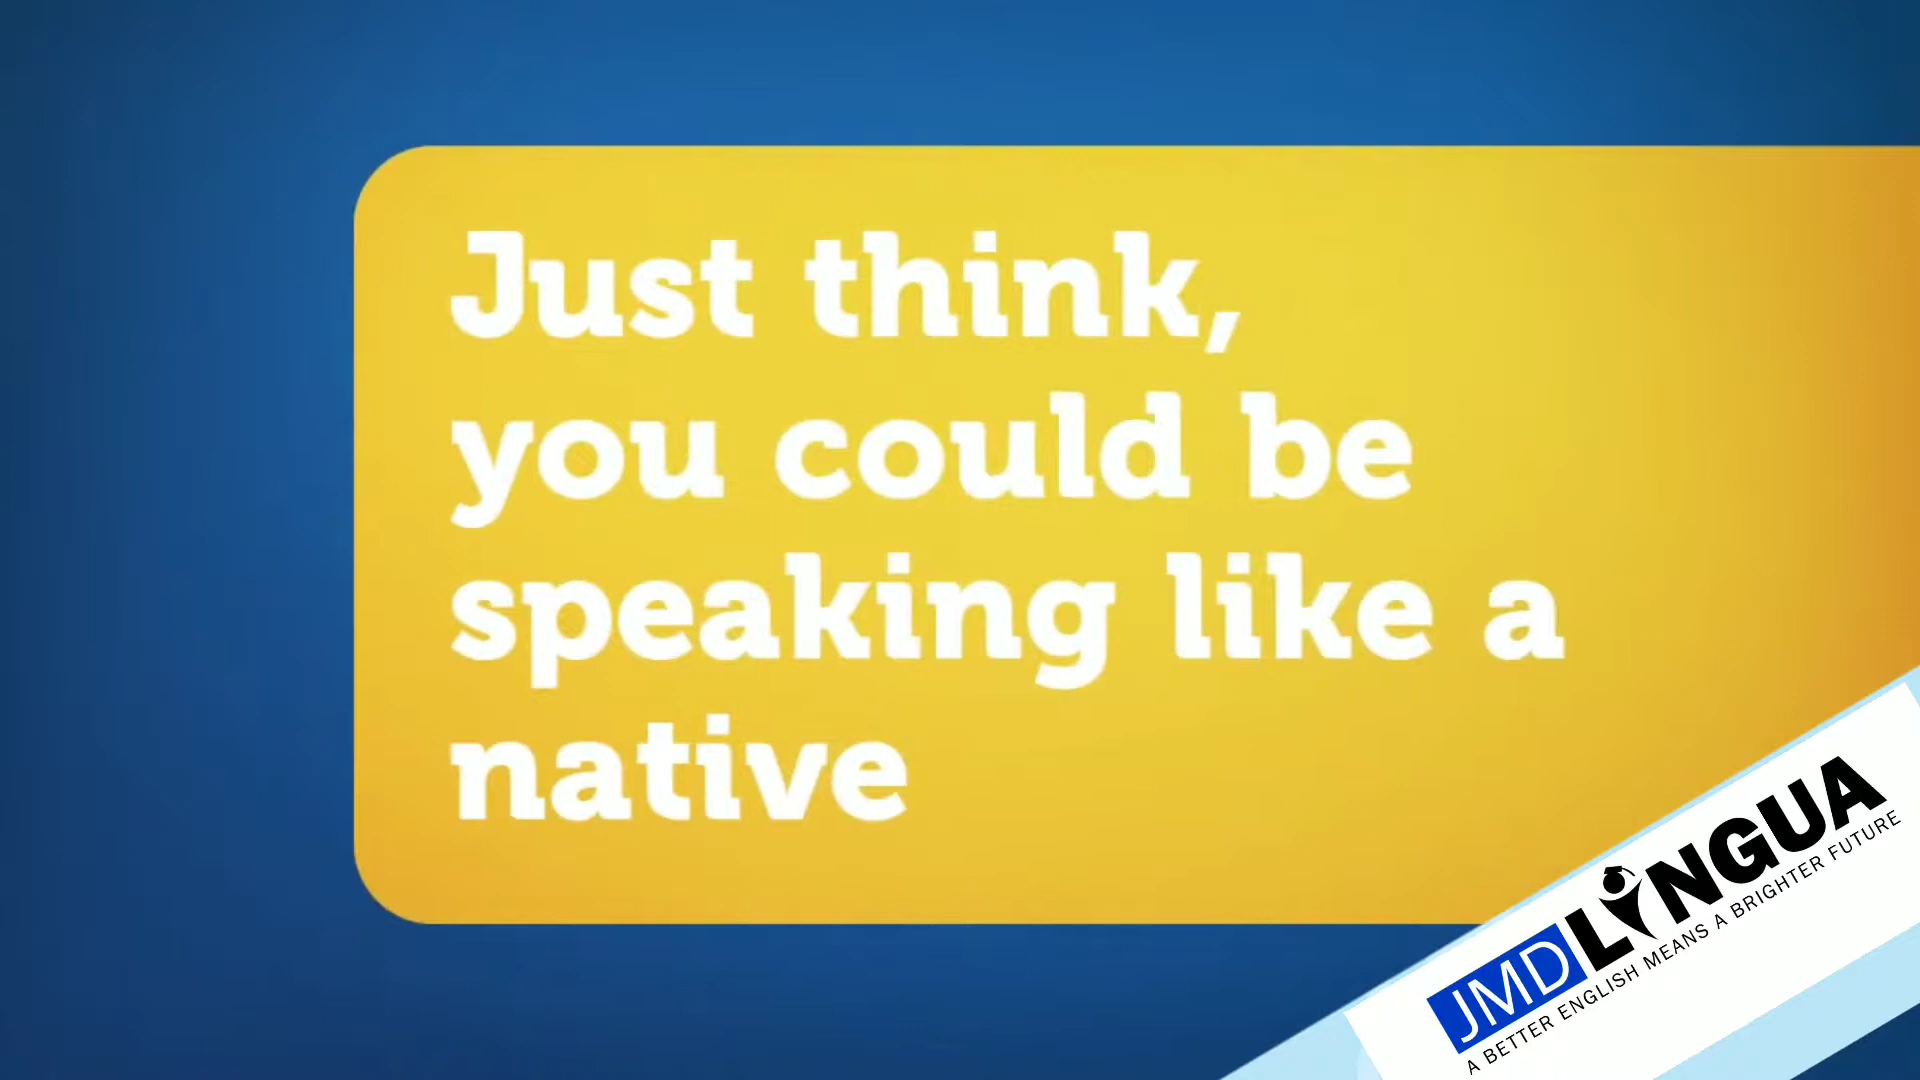 Just think,
you could be
speaking like a
native
JMD LINGUA
A BETTER ENGLISH MEANS A BRIGHTER FUTURE